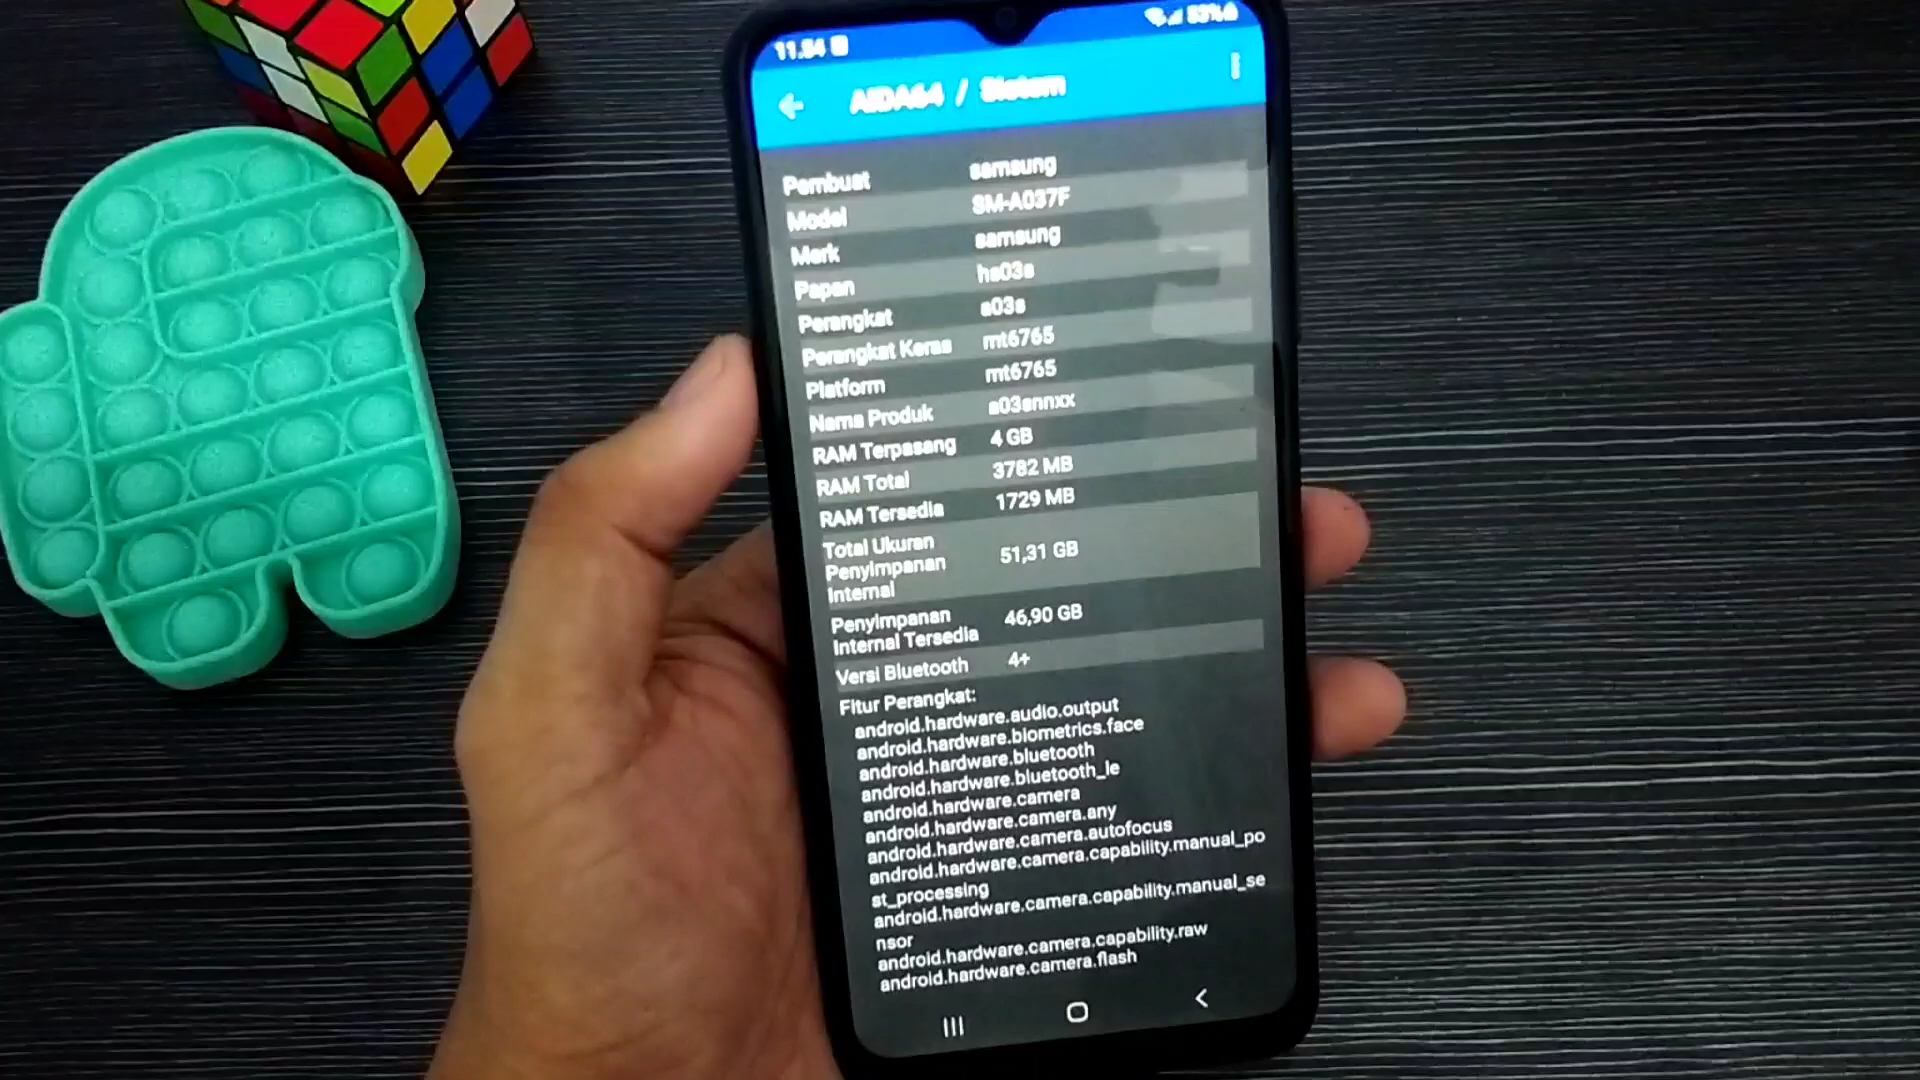 11.54 83%
AIDA64 / Sistem
Pembuat samsung
Model SM-A037F
Merk samsung
Papan hs03s
Perangkat a03s
Perangkat Keras mt6765
Platform mt6765
Nama Produk a03snnxx
RAM Terpasang 4 GB
RAM Total 3782 MB
RAM Tersedia 1729 MB
Total Ukuran
Penyimpanan 51,31 GB
Internal
Penyimpanan 46,90 GB
Internal Tersedia
Versi Bluetooth 4+
Fitur Perangkat:
android.hardware.audio.output
android.hardware.biometrics.face
android.hardware.bluetooth
android.hardware.bluetooth_le
android.hardware.camera
android.hardware.camera.any
android.hardware.camera.autofocus
android.hardware.camera.capability.manual_po
st_processing
android.hardware.camera.capability.manual_se
nsor
android.hardware.camera.capability.raw
android.hardware.camera.flash